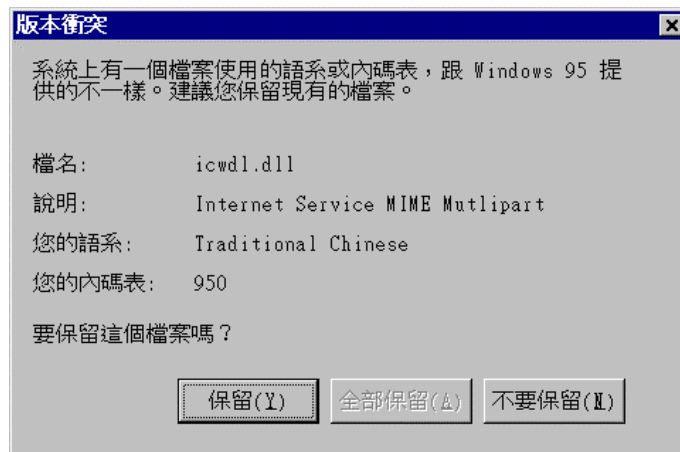 版本衝突
系統上有一個檔案使用的語系或內碼表，跟 Windows 95 提
供的不一樣。建議您保留現有的檔案。
檔名: icwdl.dll
說明: Internet Service MIME Mutlipart
您的語系: Traditional Chinese
您的內碼表: 950
要保留這個檔案嗎？
保留(Y) 全部保留(A) 不要保留(N)